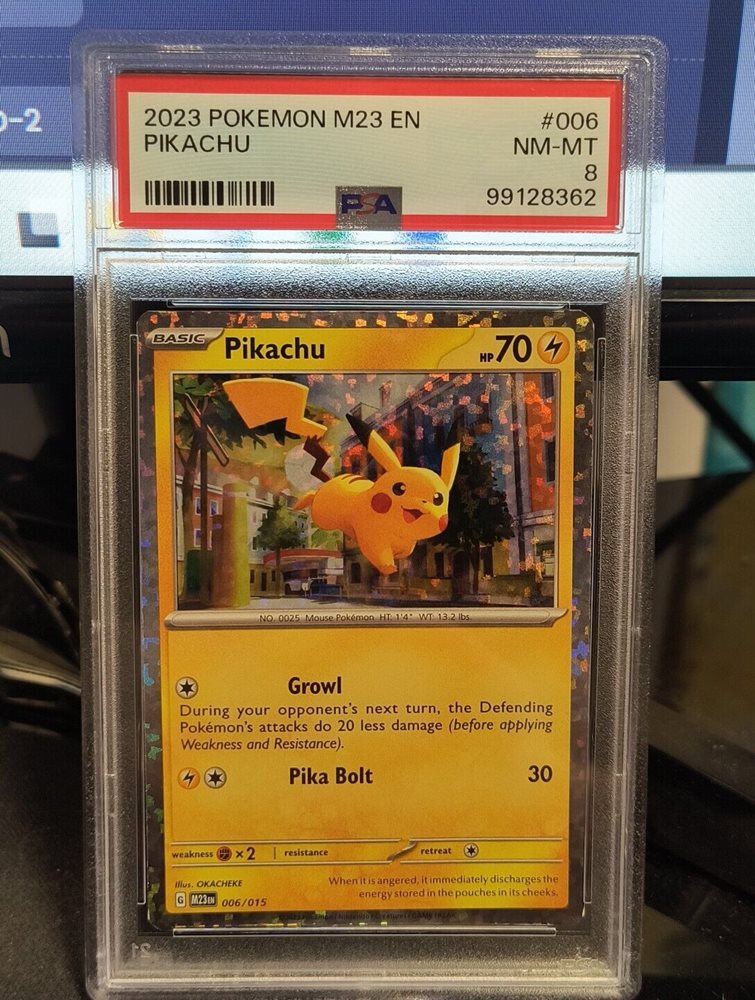 2023 POKEMON M23 EN #006
PIKACHU NM-MT
8
PSA 99128362
BASIC Pikachu HP70
NO. 0025 Mouse Pokémon HT: 1'4" WT: 13.2 lbs.
Growl
During your opponent's next turn, the Defending
Pokémon's attacks do 20 less damage (before applying
Weakness and Resistance).
Pika Bolt 30
weakness ×2 resistance retreat
Illus. OKACHEKE
When it is angered, it immediately discharges the
energy stored in the pouches in its cheeks.
G M23 EN 006/015